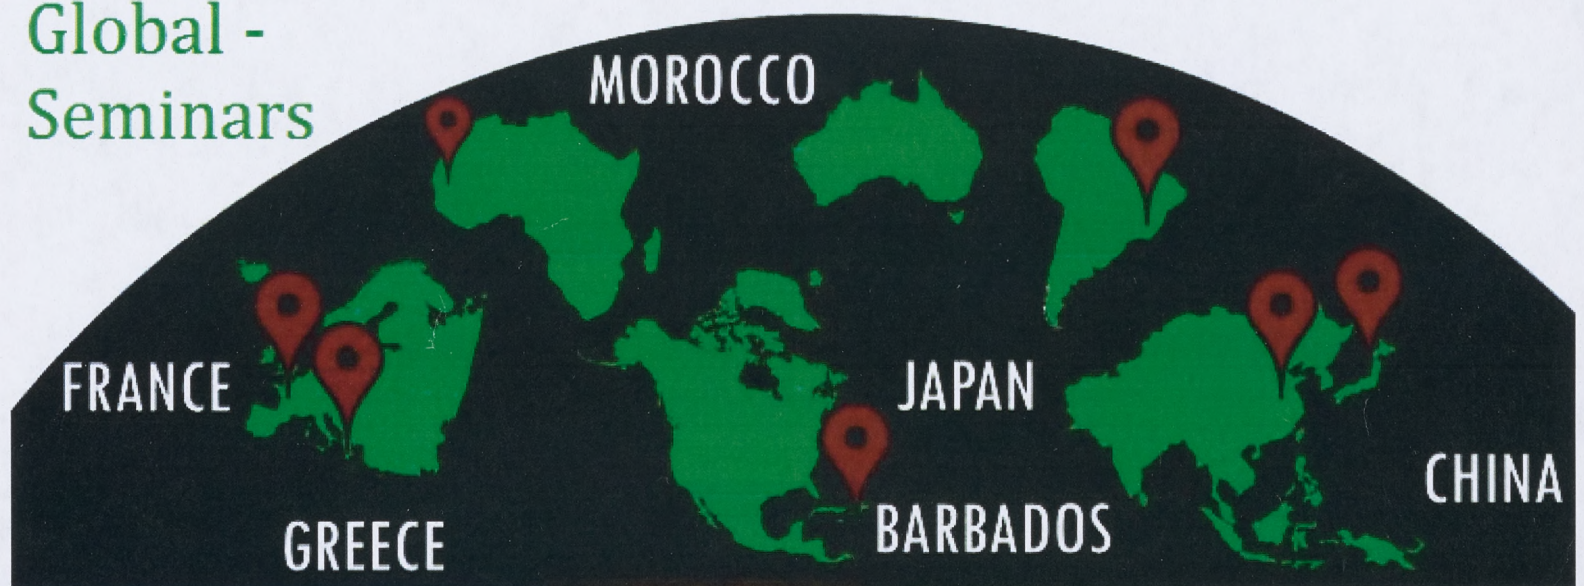 Global -
Seminars
MOROCCO
FRANCE
JAPAN
CHINA
BARBADOS
GREECE